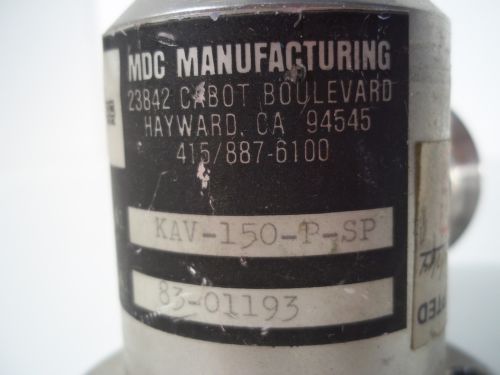 MDC MANUFACTURING
23842 CABOT BOULEVARD
HAYWARD, CA 94545
415/887-6100
KAV-150-P-SP
83-01193